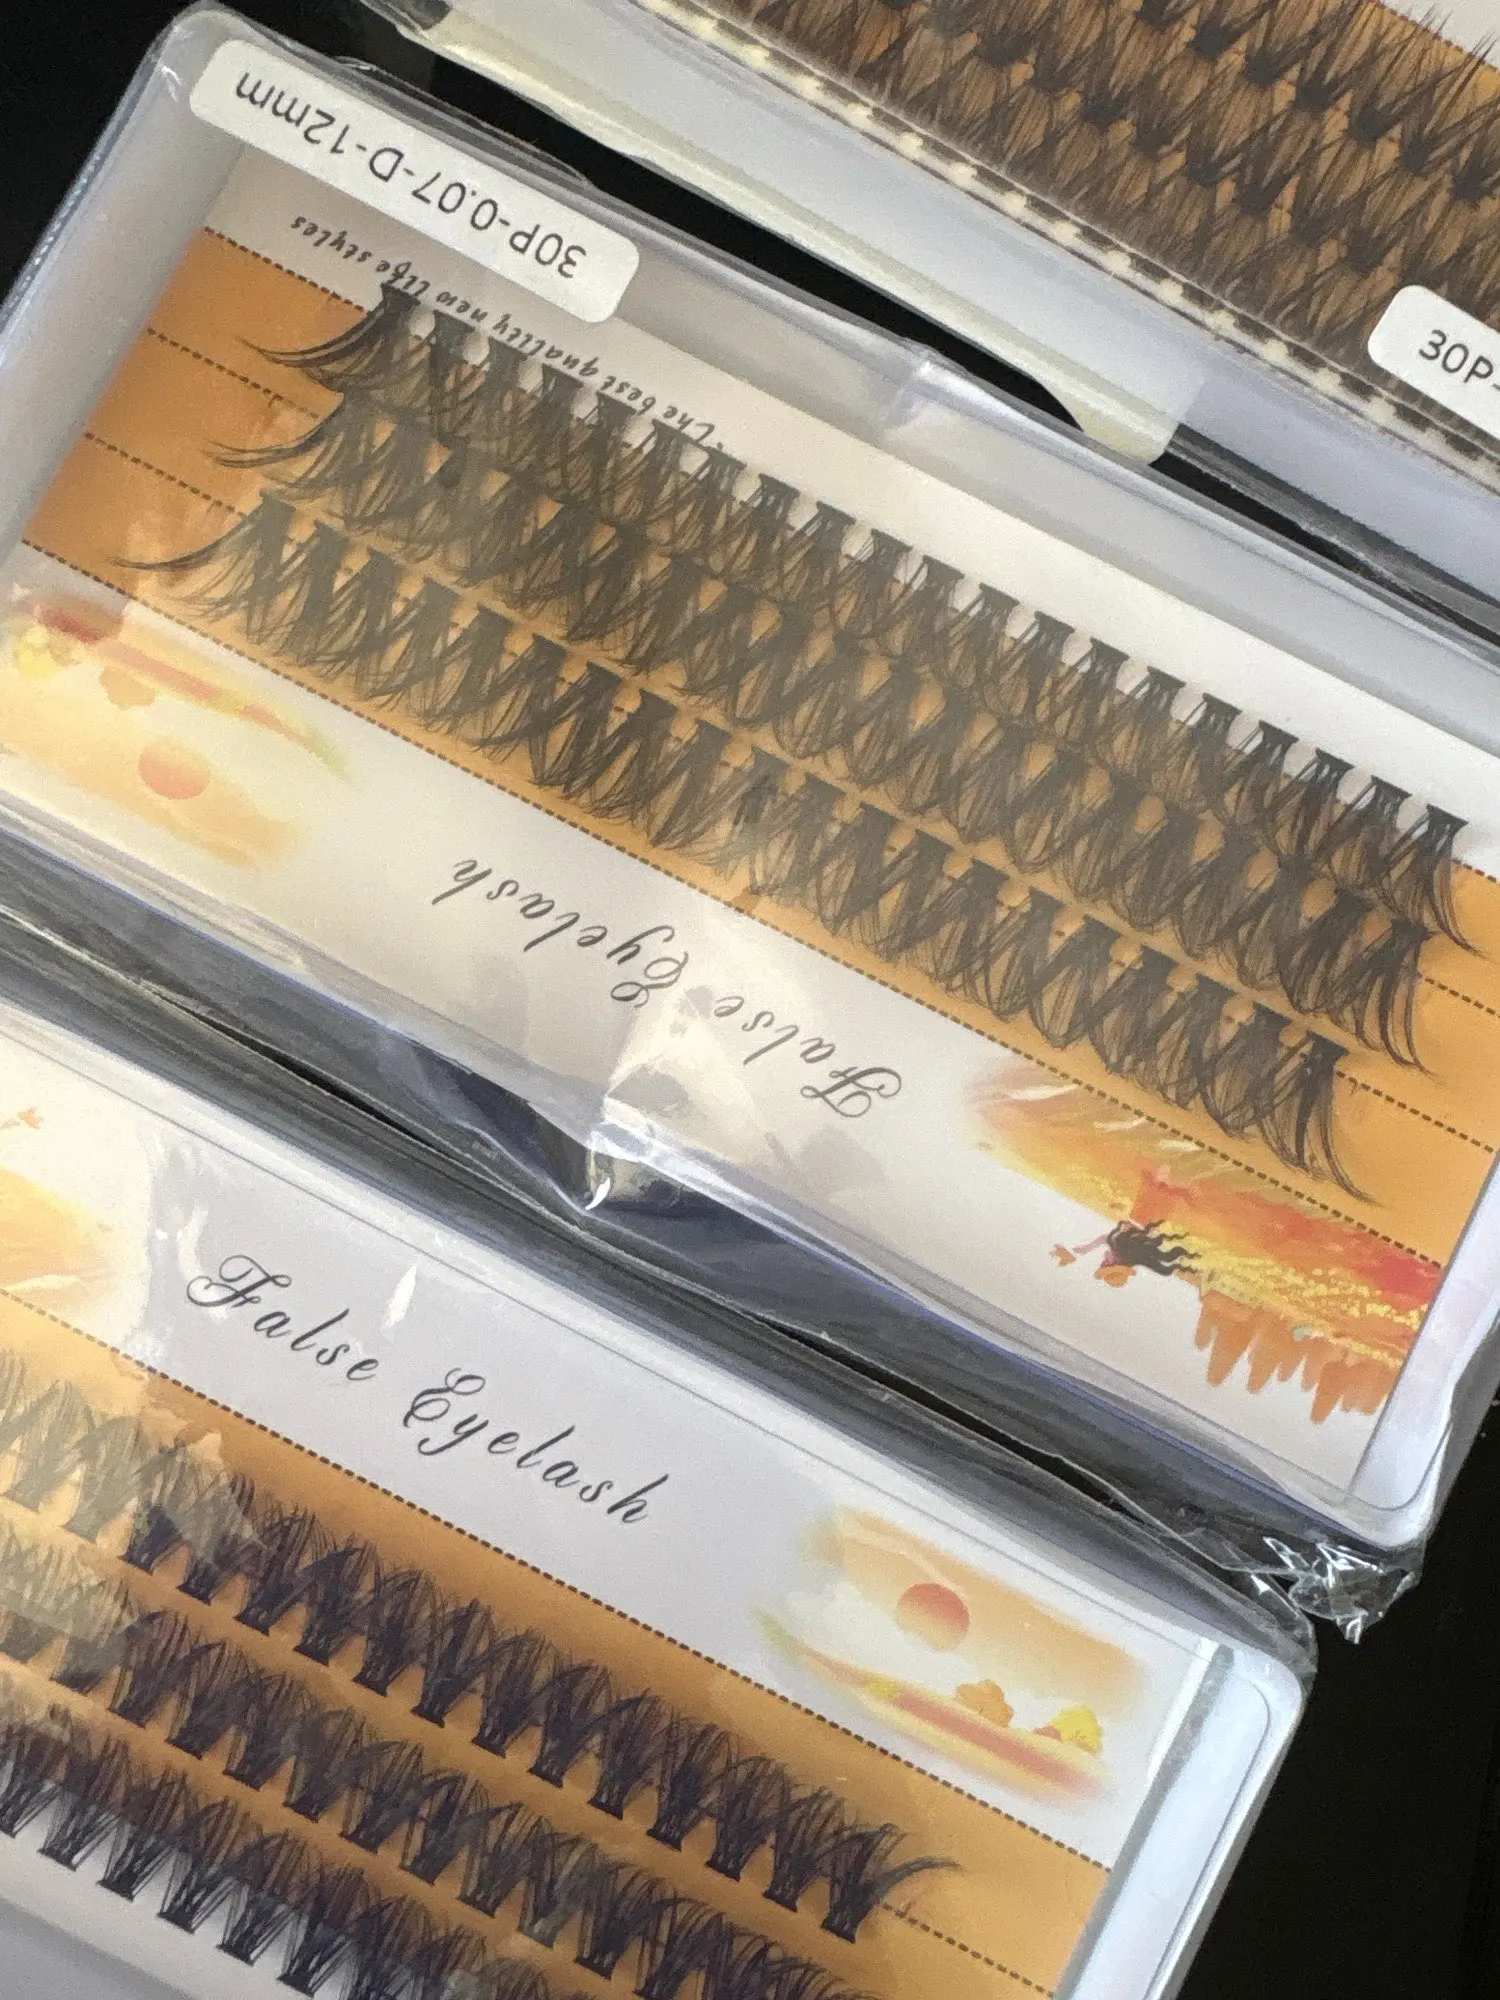 30P-0.07-D-12mm
The best quality new life styles
False Eyelash
30P-
False Eyelash